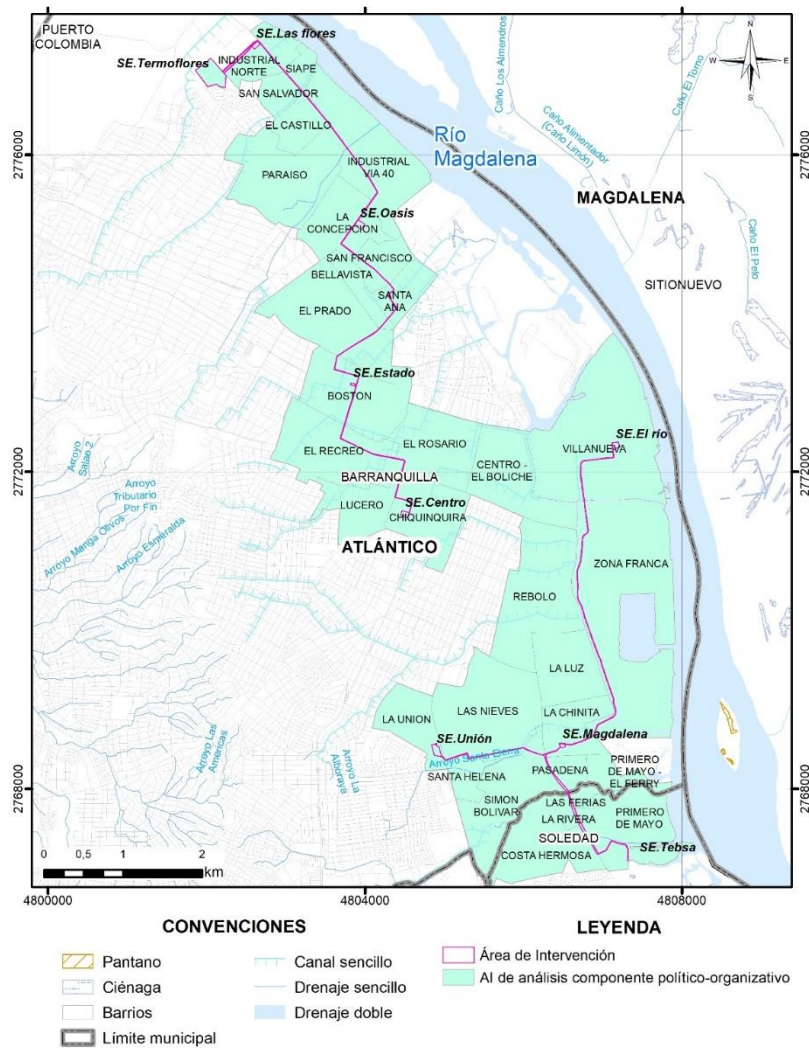 PUERTO
COLOMBIA
SE.Las flores
SE.Termoflores
INDUSTRIAL
NORTE
SIAPE
SAN SALVADOR
EL CASTILLO
PARAISO
INDUSTRIAL
VIA 40
Río
Magdalena
Caño Los Almendros
Caño Alimentador
(Caño Limón)
Caño El Torno
N
W
E
S
MAGDALENA
Caño El Pelo
SITIONUEVO
LA
CONCEPCION
SE.Oasis
SAN FRANCISCO
BELLAVISTA
SANTA
ANA
EL PRADO
SE.Estado
BOSTON
EL RECREO
EL ROSARIO
BARRANQUILLA
CENTRO -
EL BOLICHE
VILLANUEVA
SE.El río
LUCERO
SE.Centro
CHIQUINQUIRA
ATLÁNTICO
Arroyo
Salao 2
Arroyo
Tributario
Por Fin
Arroyo Manga Olivos
Arroyo Esmeralda
ZONA FRANCA
REBOLO
LA LUZ
LAS NIEVES
LA CHINITA
LA UNION
SE.Unión
SE.Magdalena
Arroyo Santa Elena
Arroyo Las
Americas
Arroyo La
Alboraya
SANTA HELENA
PASADENA
PRIMERO
DE MAYO -
EL FERRY
SIMON
BOLIVAR
LAS FERIAS
LA RIVERA
PRIMERO
DE MAYO
SOLEDAD
SE.Tebsa
COSTA HERMOSA
0 0,5 1 2
km
2776000
2772000
2768000
2776000
2772000
2768000
4800000
4804000
4808000
CONVENCIONES
Pantano
Ciénaga
Barrios
Límite municipal
Canal sencillo
Drenaje sencillo
Drenaje doble
LEYENDA
Área de Intervención
AI de análisis componente político-organizativo